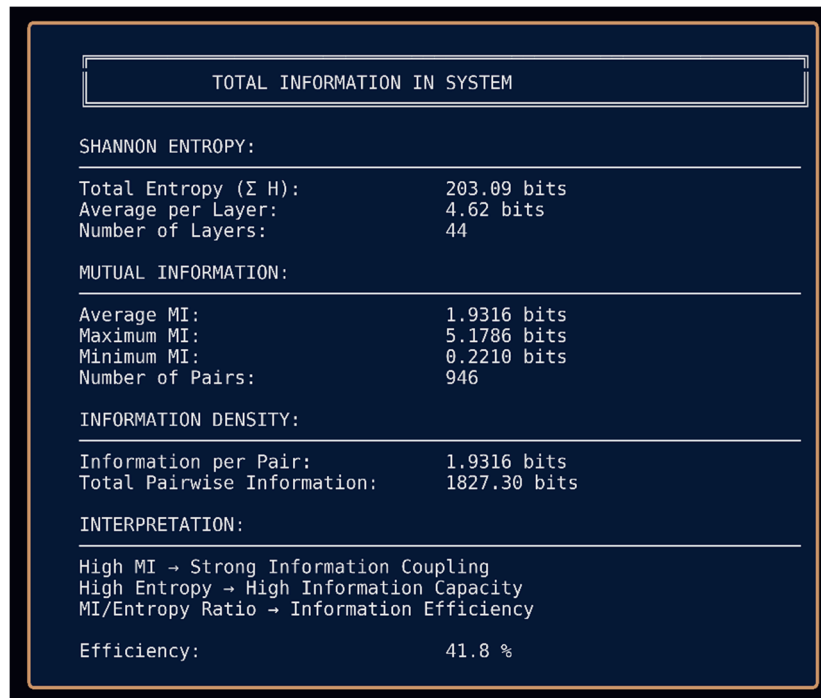 TOTAL INFORMATION IN SYSTEM
SHANNON ENTROPY:
Total Entropy (Σ H): 203.09 bits
Average per Layer: 4.62 bits
Number of Layers: 44
MUTUAL INFORMATION:
Average MI: 1.9316 bits
Maximum MI: 5.1786 bits
Minimum MI: 0.2210 bits
Number of Pairs: 946
INFORMATION DENSITY:
Information per Pair: 1.9316 bits
Total Pairwise Information: 1827.30 bits
INTERPRETATION:
High MI → Strong Information Coupling
High Entropy → High Information Capacity
MI/Entropy Ratio → Information Efficiency
Efficiency: 41.8 %